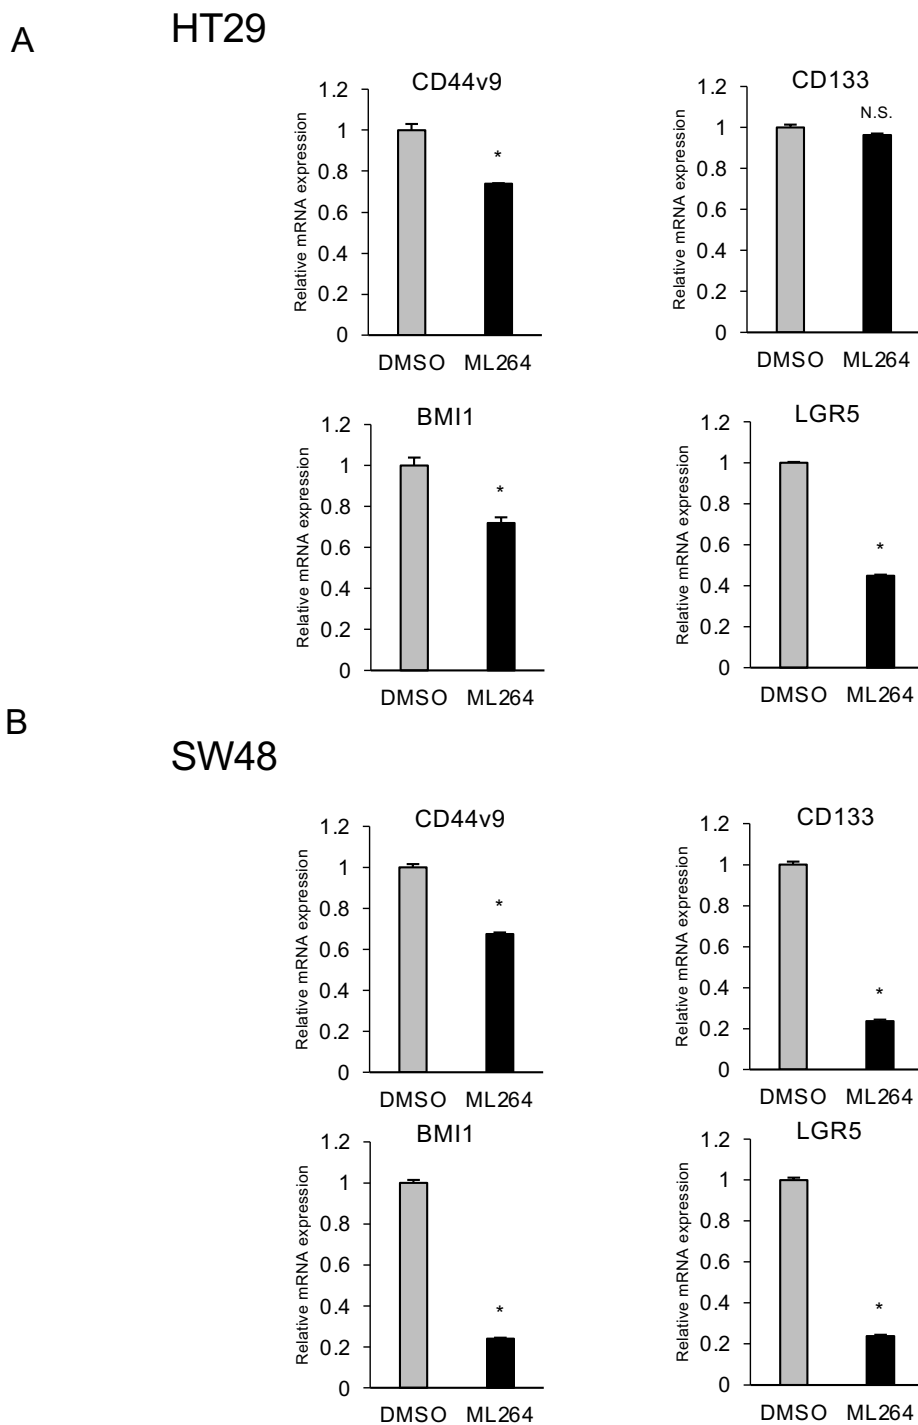 A
HT29
CD44v9
Relative mRNA expression
1.2
1
0.8
0.6
0.4
0.2
0
*
DMSO ML264
CD133
Relative mRNA expression
1.2
1
0.8
0.6
0.4
0.2
0
N.S.
DMSO ML264
BMI1
Relative mRNA expression
1.2
1
0.8
0.6
0.4
0.2
0
*
DMSO ML264
LGR5
Relative mRNA expression
1.2
1
0.8
0.6
0.4
0.2
0
*
DMSO ML264
B
SW48
CD44v9
Relative mRNA expression
1.2
1
0.8
0.6
0.4
0.2
0
*
DMSO ML264
CD133
Relative mRNA expression
1.2
1
0.8
0.6
0.4
0.2
0
*
DMSO ML264
BMI1
Relative mRNA expression
1.2
1
0.8
0.6
0.4
0.2
0
*
DMSO ML264
LGR5
Relative mRNA expression
1.2
1
0.8
0.6
0.4
0.2
0
*
DMSO ML264